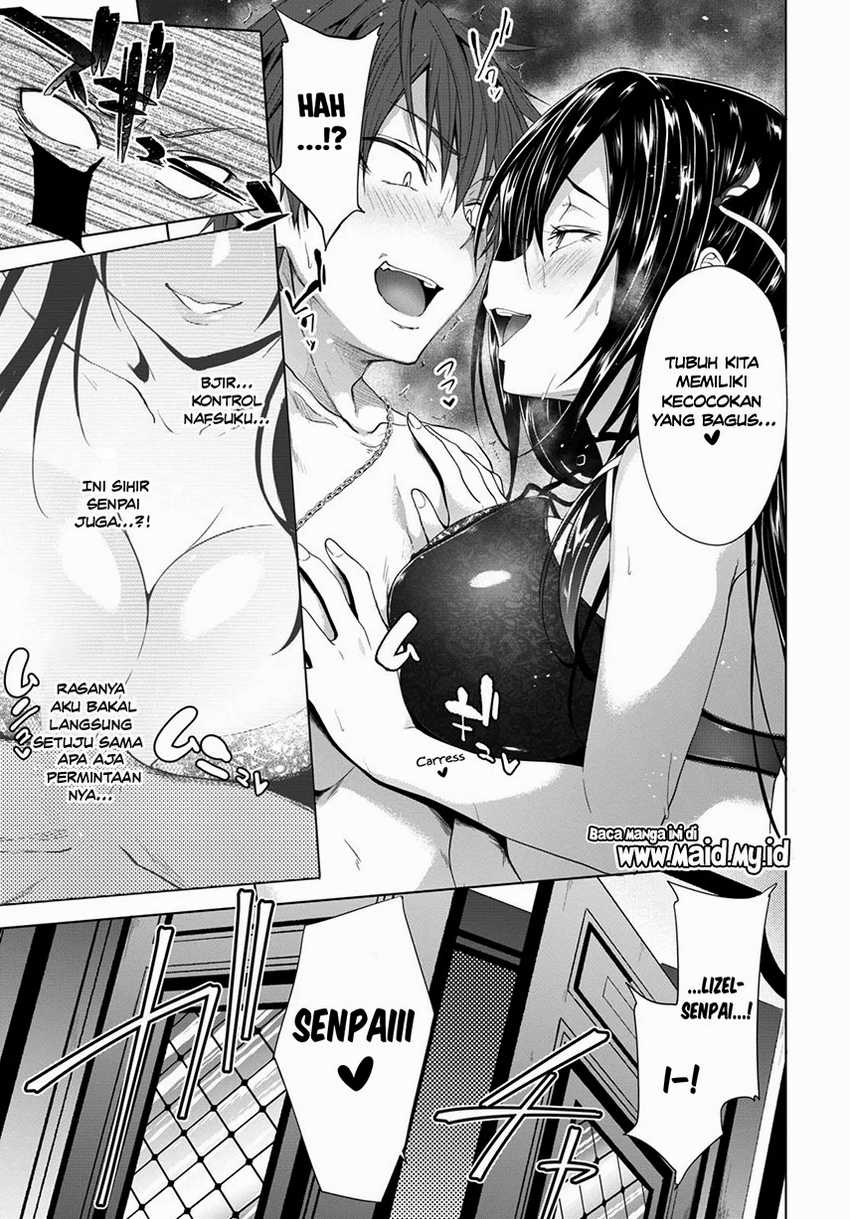 HAH
...!?
TUBUH KITA
MEMILIKI
KECOCOKAN
YANG BAGUS...
BJIR...
KONTROL
NAFSUKU...
INI SIHIR
SENPAI
JUGA...?!
RASANYA
AKU BAKAL
LANGSUNG
SETUJU SAMA
APA AJA
PERMINTAAN
NYA...
Carress
Baca manga ini di
www.Maid.my.id
...LIZEL-
SENPAI...!
I-!
SENPAIII